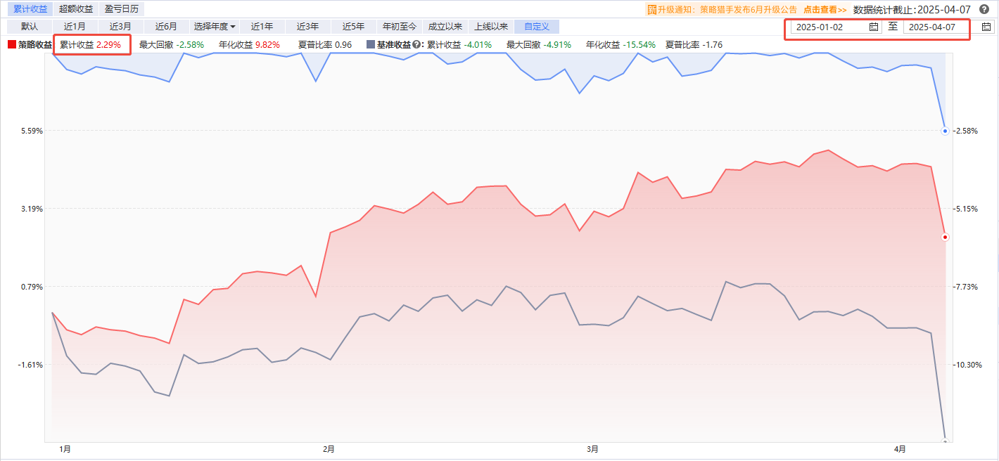 累计收益 超额收益 盈亏日历 新 升级通知：策略猎手发布6月升级公告 点击查看>> 数据统计截止:2025-04-07 ?
默认 近1月 近3月 近6月 选择年度 近1年 近3年 近5年 年初至今 成立以来 上线以来 自定义 2025-01-02 至 2025-04-07
策略收益 累计收益 2.29% 最大回撤 -2.58% 年化收益 9.82% 夏普比率 0.96 基准收益?: 累计收益 -4.01% 最大回撤 -4.91% 年化收益 -15.54% 夏普比率 -1.76
5.59% -2.58%
3.19% -5.15%
0.79% -7.73%
-1.61% -10.30%
1月 2月 3月 4月